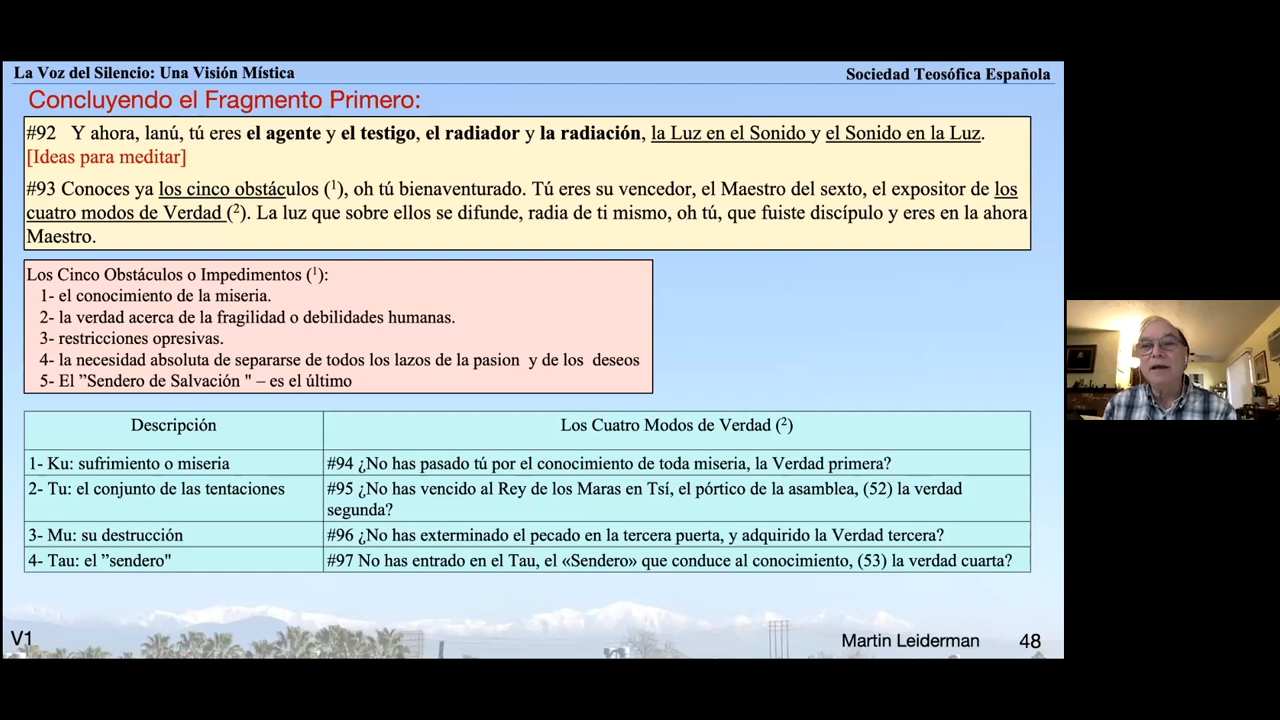 La Voz del Silencio: Una Visión Mística
Sociedad Teosófica Española
Concluyendo el Fragmento Primero:
#92 Y ahora, lanú, tú eres el agente y el testigo, el radiador y la radiación, la Luz en el Sonido y el Sonido en la Luz.
[Ideas para meditar]
#93 Conoces ya los cinco obstáculos (¹), oh tú bienaventurado. Tú eres su vencedor, el Maestro del sexto, el expositor de los
cuatro modos de Verdad (²). La luz que sobre ellos se difunde, radia de ti mismo, oh tú, que fuiste discípulo y eres en la ahora
Maestro.
Los Cinco Obstáculos o Impedimentos (¹):
1- el conocimiento de la miseria.
2- la verdad acerca de la fragilidad o debilidades humanas.
3- restricciones opresivas.
4- la necesidad absoluta de separarse de todos los lazos de la pasion y de los deseos
5- El ”Sendero de Salvación " – es el último
Descripción
Los Cuatro Modos de Verdad (²)
1- Ku: sufrimiento o miseria
#94 ¿No has pasado tú por el conocimiento de toda miseria, la Verdad primera?
2- Tu: el conjunto de las tentaciones
#95 ¿No has vencido al Rey de los Maras en Tsí, el pórtico de la asamblea, (52) la verdad
segunda?
3- Mu: su destrucción
#96 ¿No has exterminado el pecado en la tercera puerta, y adquirido la Verdad tercera?
4- Tau: el ”sendero"
#97 No has entrado en el Tau, el «Sendero» que conduce al conocimiento, (53) la verdad cuarta?
V1
Martin Leiderman
48